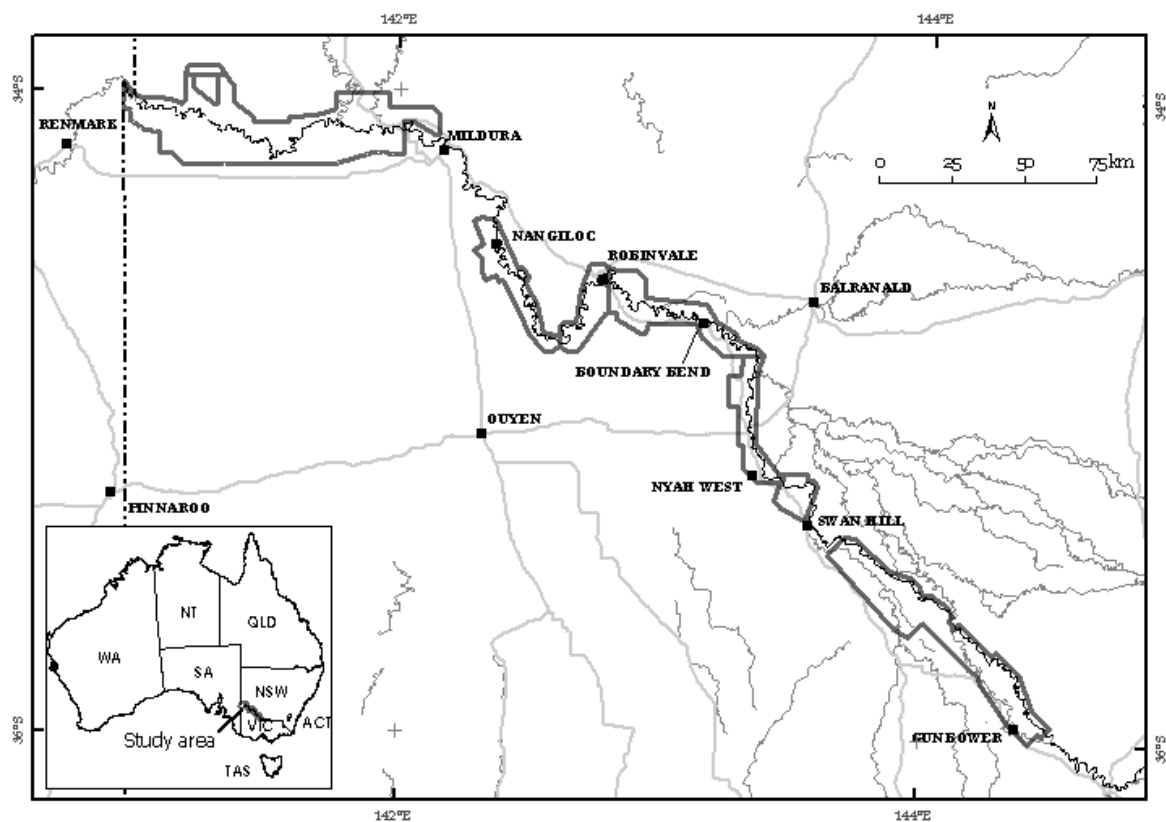 142°E
144°E
34°S
34°S
N
RENMARK
MILDURA
0 25 50 75km
NANGILOC
ROBINVALE
BALRANALD
BOUNDARY BEND
OUYEN
NYAH WEST
PINNAROO
SWAN HILL
NT
QLD
WA
SA
NSW
VIC
ACT
Study area
TAS
GUNBOWER
36°S
36°S
142°E
144°E